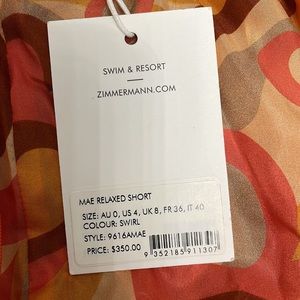 SWIM & RESORT
ZIMMERMANN.COM
MAE RELAXED SHORT
SIZE: AU 0, US 4, UK 8, FR 36, IT 40
COLOUR: SWIRL
STYLE: 9616AMAE
PRICE: $350.00
9 352185 911307